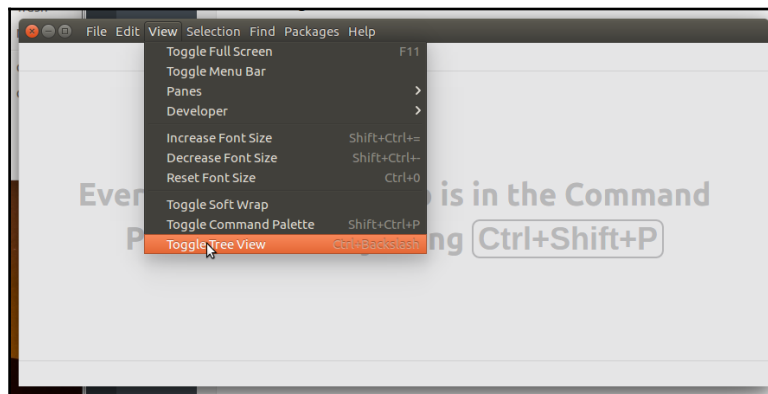 File Edit View Selection Find Packages Help
Toggle Full Screen F11
Toggle Menu Bar
Panes
Developer
Increase Font Size Shift+Ctrl+=
Decrease Font Size Shift+Ctrl+-
Reset Font Size Ctrl+0
Toggle Soft Wrap
Toggle Command Palette Shift+Ctrl+P
Toggle Tree View Ctrl+Backslash
is in the Command
Ctrl+Shift+P